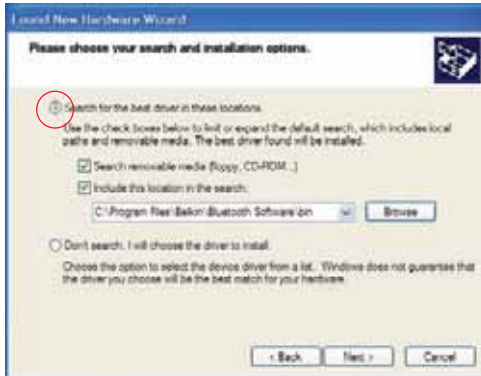 Found New Hardware Wizard
Please choose your search and installation options.
Search for the best driver in these locations.
Use the check boxes below to limit or expand the default search, which includes local
paths and removable media. The best driver found will be installed.
Search removable media (floppy, CD-ROM...)
Include this location in the search:
C:\Program Files\Belkin\Bluetooth Software\bin
Browse
Don't search. I will choose the driver to install.
Choose this option to select the device driver from a list. Windows does not guarantee that
the driver you choose will be the best match for your hardware.
< Back
Next >
Cancel